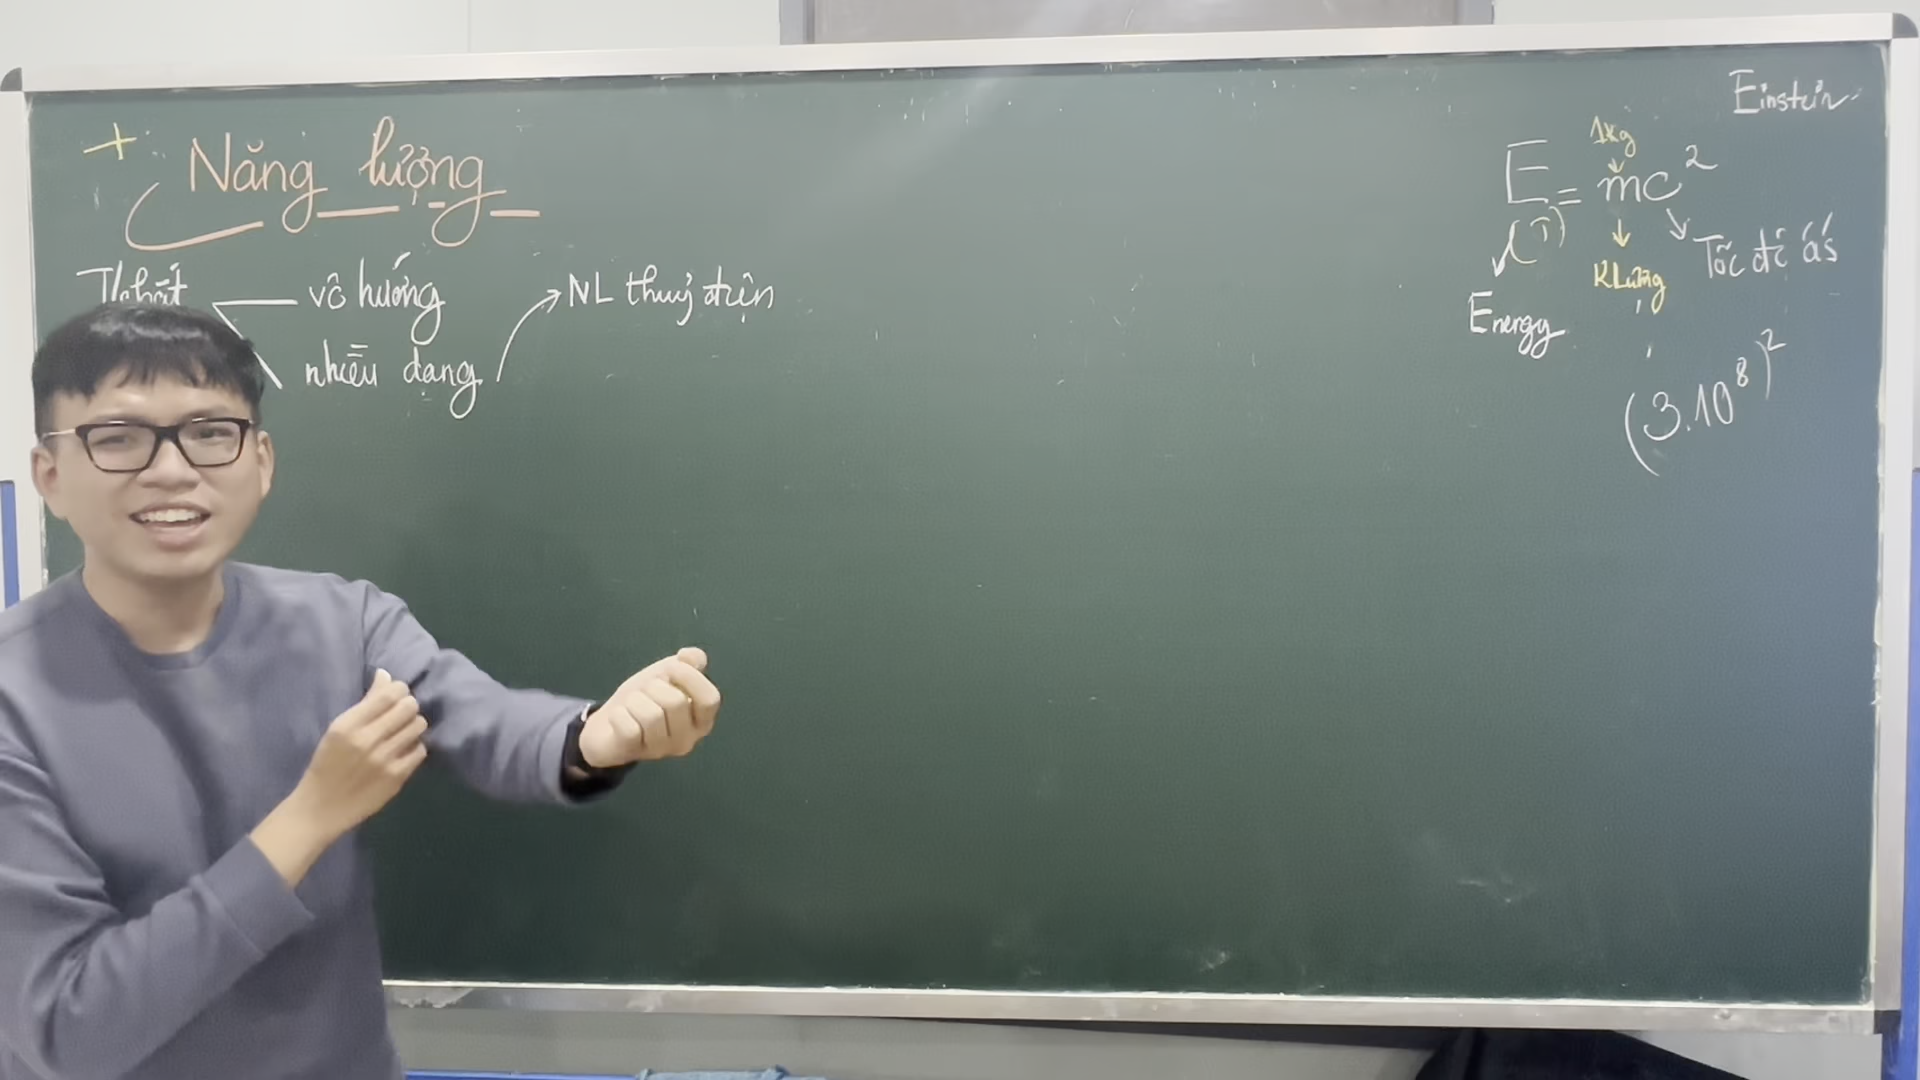 + Năng lượng
T/chất
vô hướng
nhiều dạng
NL thuỷ điện
Einstein
1kg
E = mc²
(J)
Energy
KLượng
Tốc độ ás
(3.10⁸)²